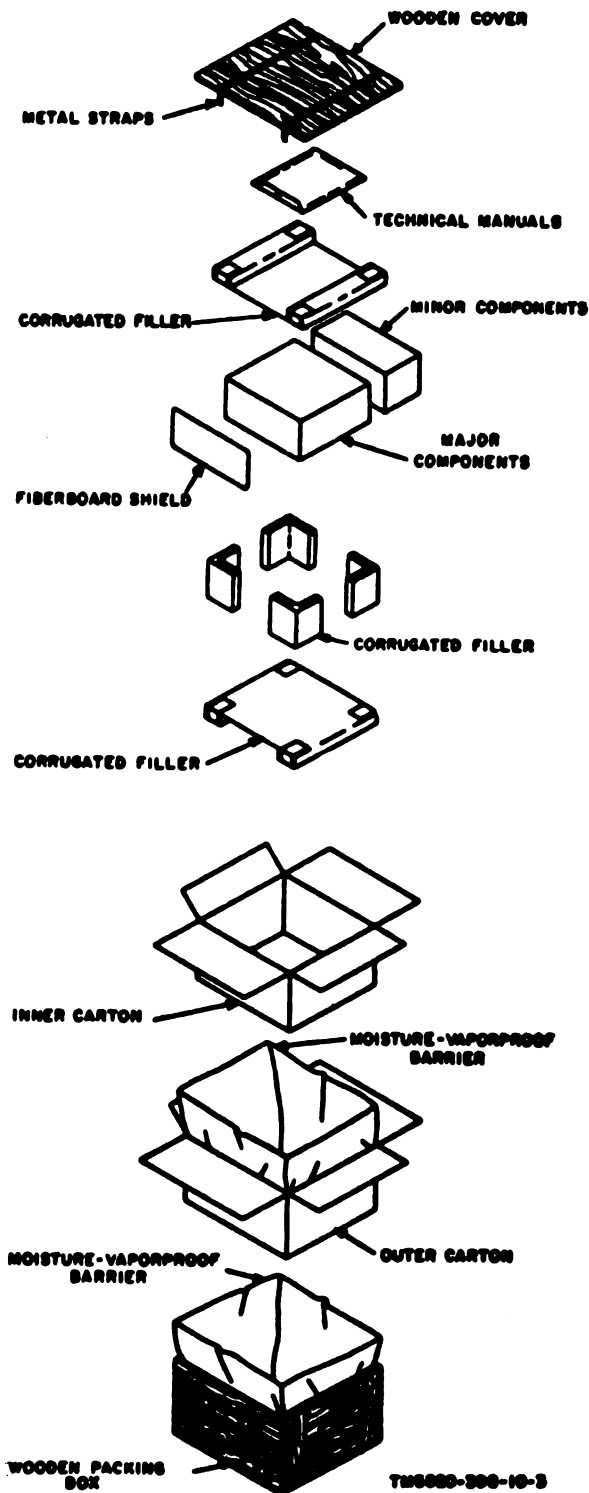 WOODEN COVER
METAL STRAPS
TECHNICAL MANUALS
CORRUGATED FILLER
MINOR COMPONENTS
MAJOR
COMPONENTS
FIBERBOARD SHIELD
CORRUGATED FILLER
CORRUGATED FILLER
INNER CARTON
MOISTURE-VAPORPROOF
BARRIER
OUTER CARTON
MOISTURE-VAPORPROOF
BARRIER
WOODEN PACKING
BOX